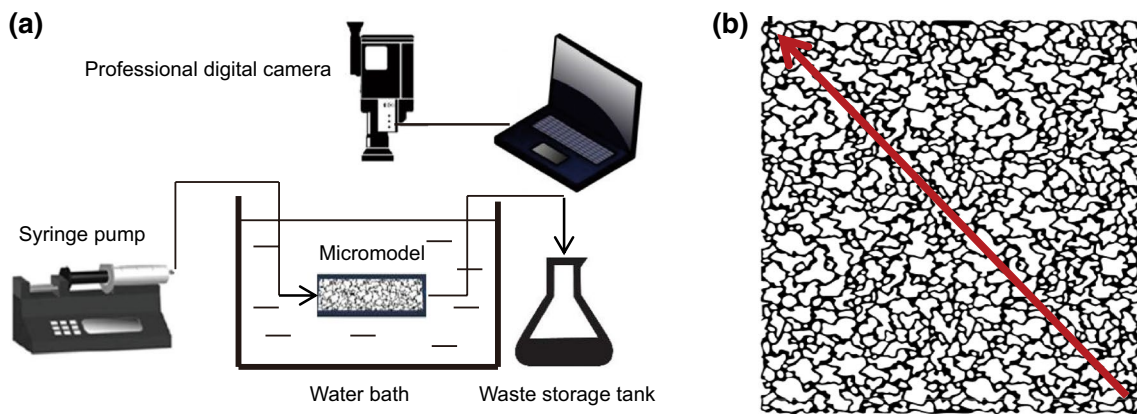 (a)
Professional digital camera
Syringe pump
Micromodel
Water bath
Waste storage tank
(b)